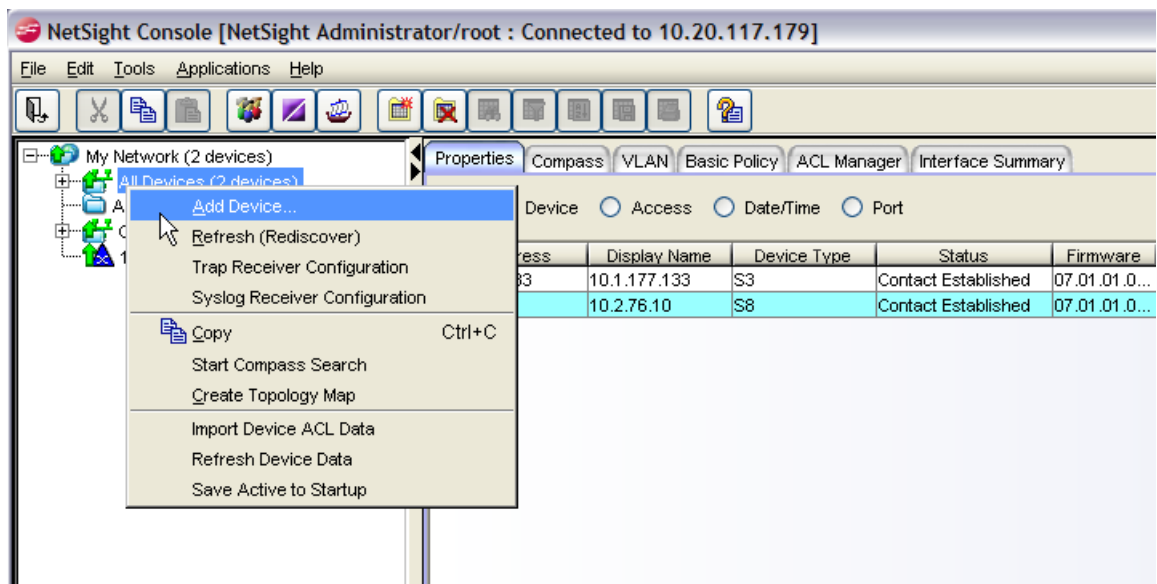 NetSight Console [NetSight Administrator/root : Connected to 10.20.117.179]
File Edit Tools Applications Help
My Network (2 devices)
All Devices (2 devices)
Properties Compass VLAN Basic Policy ACL Manager Interface Summary
Device Access Date/Time Port
Display Name Device Type Status Firmware
10.1.177.133 S3 Contact Established 07.01.01.0...
10.2.76.10 S8 Contact Established 07.01.01.0...
Add Device...
Refresh (Rediscover)
Trap Receiver Configuration
Syslog Receiver Configuration
Copy Ctrl+C
Start Compass Search
Create Topology Map
Import Device ACL Data
Refresh Device Data
Save Active to Startup